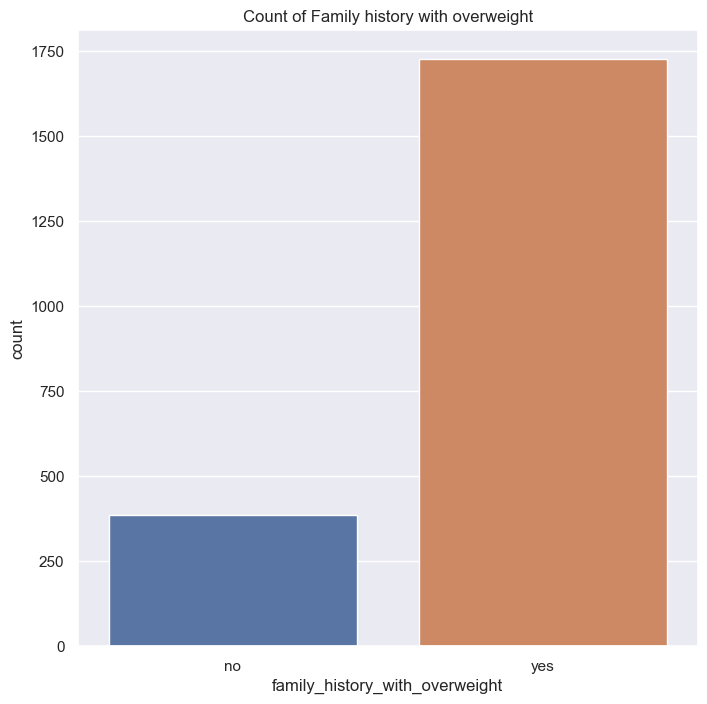 Count of Family history with overweight
1750
1500
1250
1000
750
500
250
0
count
no
yes
family_history_with_overweight